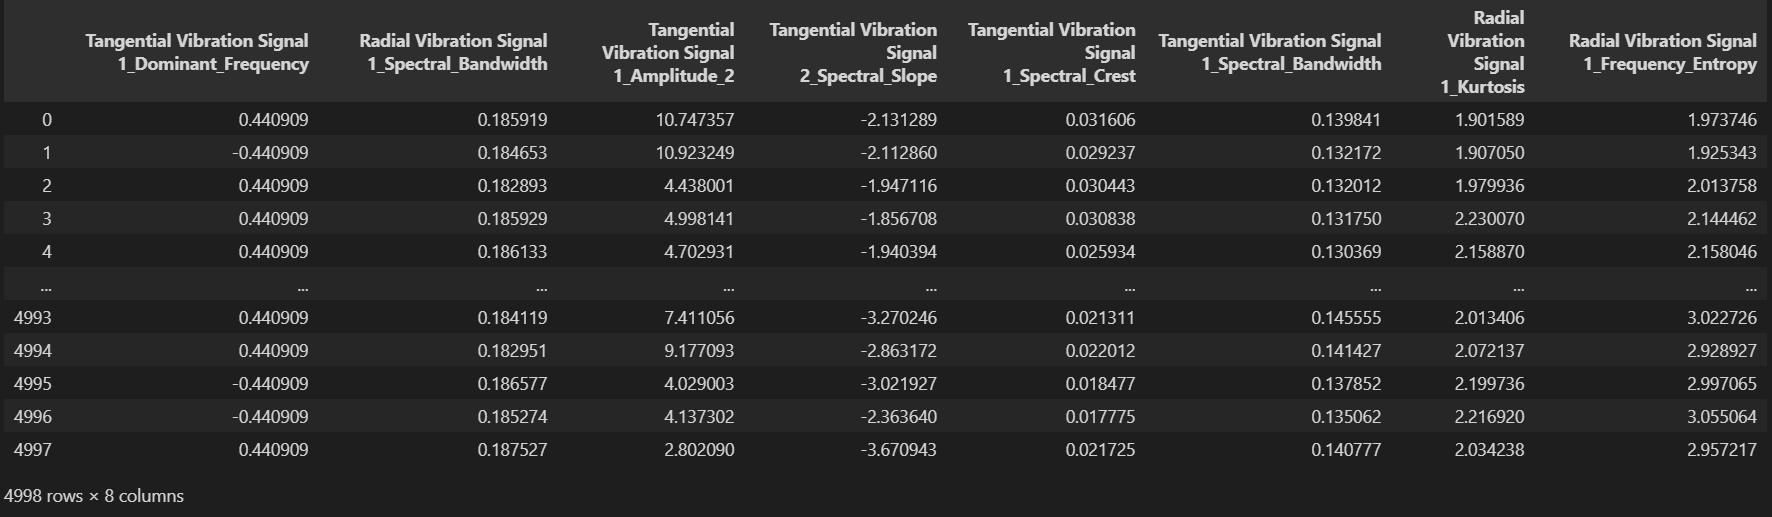 Tangential Vibration Signal 1_Dominant_Frequency Radial Vibration Signal 1_Spectral_Bandwidth Tangential Vibration Signal 1_Amplitude_2 Tangential Vibration Signal 2_Spectral_Slope Tangential Vibration Signal 1_Spectral_Crest Tangential Vibration Signal 1_Spectral_Bandwidth Radial Vibration Signal 1_Kurtosis Radial Vibration Signal 1_Frequency_Entropy
0 0.440909 0.185919 10.747357 -2.131289 0.031606 0.139841 1.901589 1.973746
1 -0.440909 0.184653 10.923249 -2.112860 0.029237 0.132172 1.907050 1.925343
2 0.440909 0.182893 4.438001 -1.947116 0.030443 0.132012 1.979936 2.013758
3 0.440909 0.185929 4.998141 -1.856708 0.030838 0.131750 2.230070 2.144462
4 0.440909 0.186133 4.702931 -1.940394 0.025934 0.130369 2.158870 2.158046
... ... ... ... ... ... ... ... ...
4993 0.440909 0.184119 7.411056 -3.270246 0.021311 0.145555 2.013406 3.022726
4994 0.440909 0.182951 9.177093 -2.863172 0.022012 0.141427 2.072137 2.928927
4995 -0.440909 0.186577 4.029003 -3.021927 0.018477 0.137852 2.199736 2.997065
4996 -0.440909 0.185274 4.137302 -2.363640 0.017775 0.135062 2.216920 3.055064
4997 0.440909 0.187527 2.802090 -3.670943 0.021725 0.140777 2.034238 2.957217
4998 rows × 8 columns